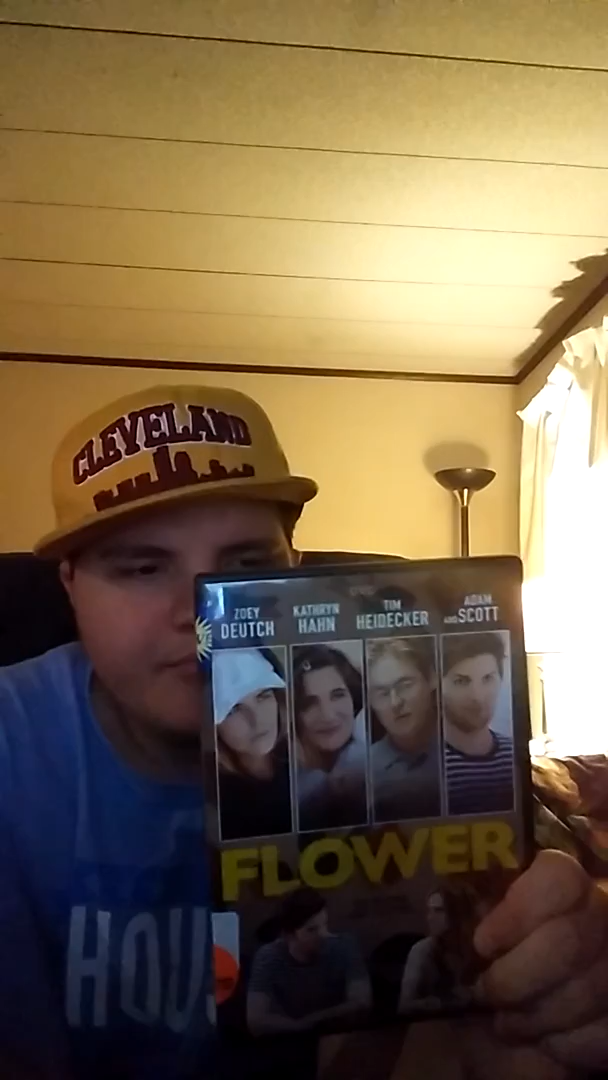 CLEVELAND
ZOEY
DEUTCH
KATHRYN
HAHN
TIM
HEIDECKER
ADAM
AND SCOTT
FLOWER
HOU